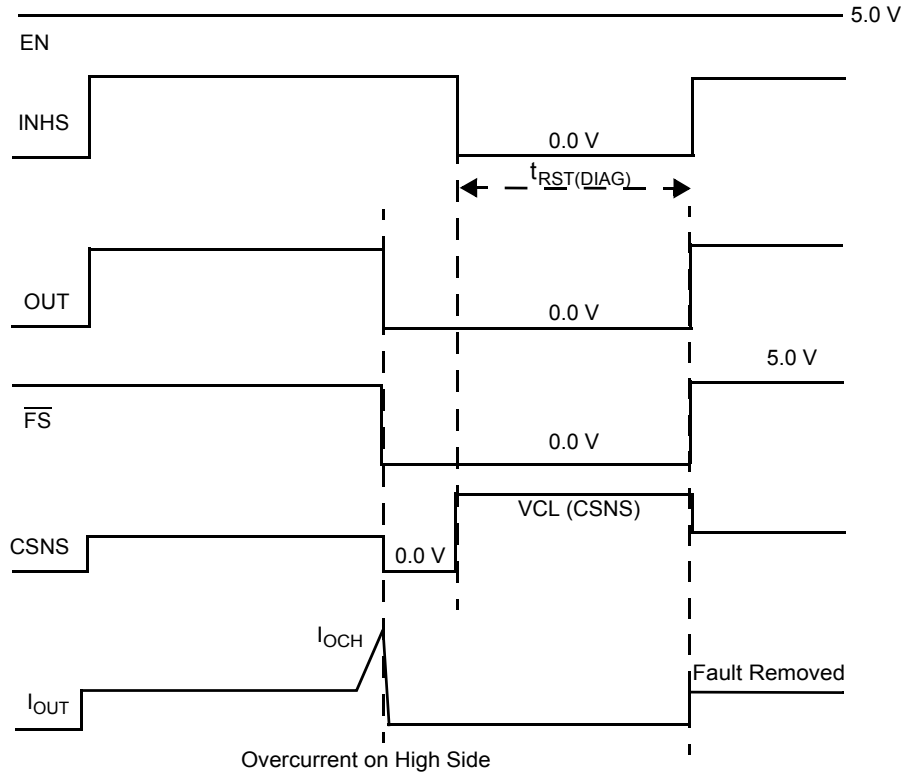 5.0 V
EN
INHS
0.0 V
tRST(DIAG)
OUT
0.0 V
5.0 V
FS
0.0 V
VCL (CSNS)
CSNS
0.0 V
IOCH
Fault Removed
IOUT
Overcurrent on High Side